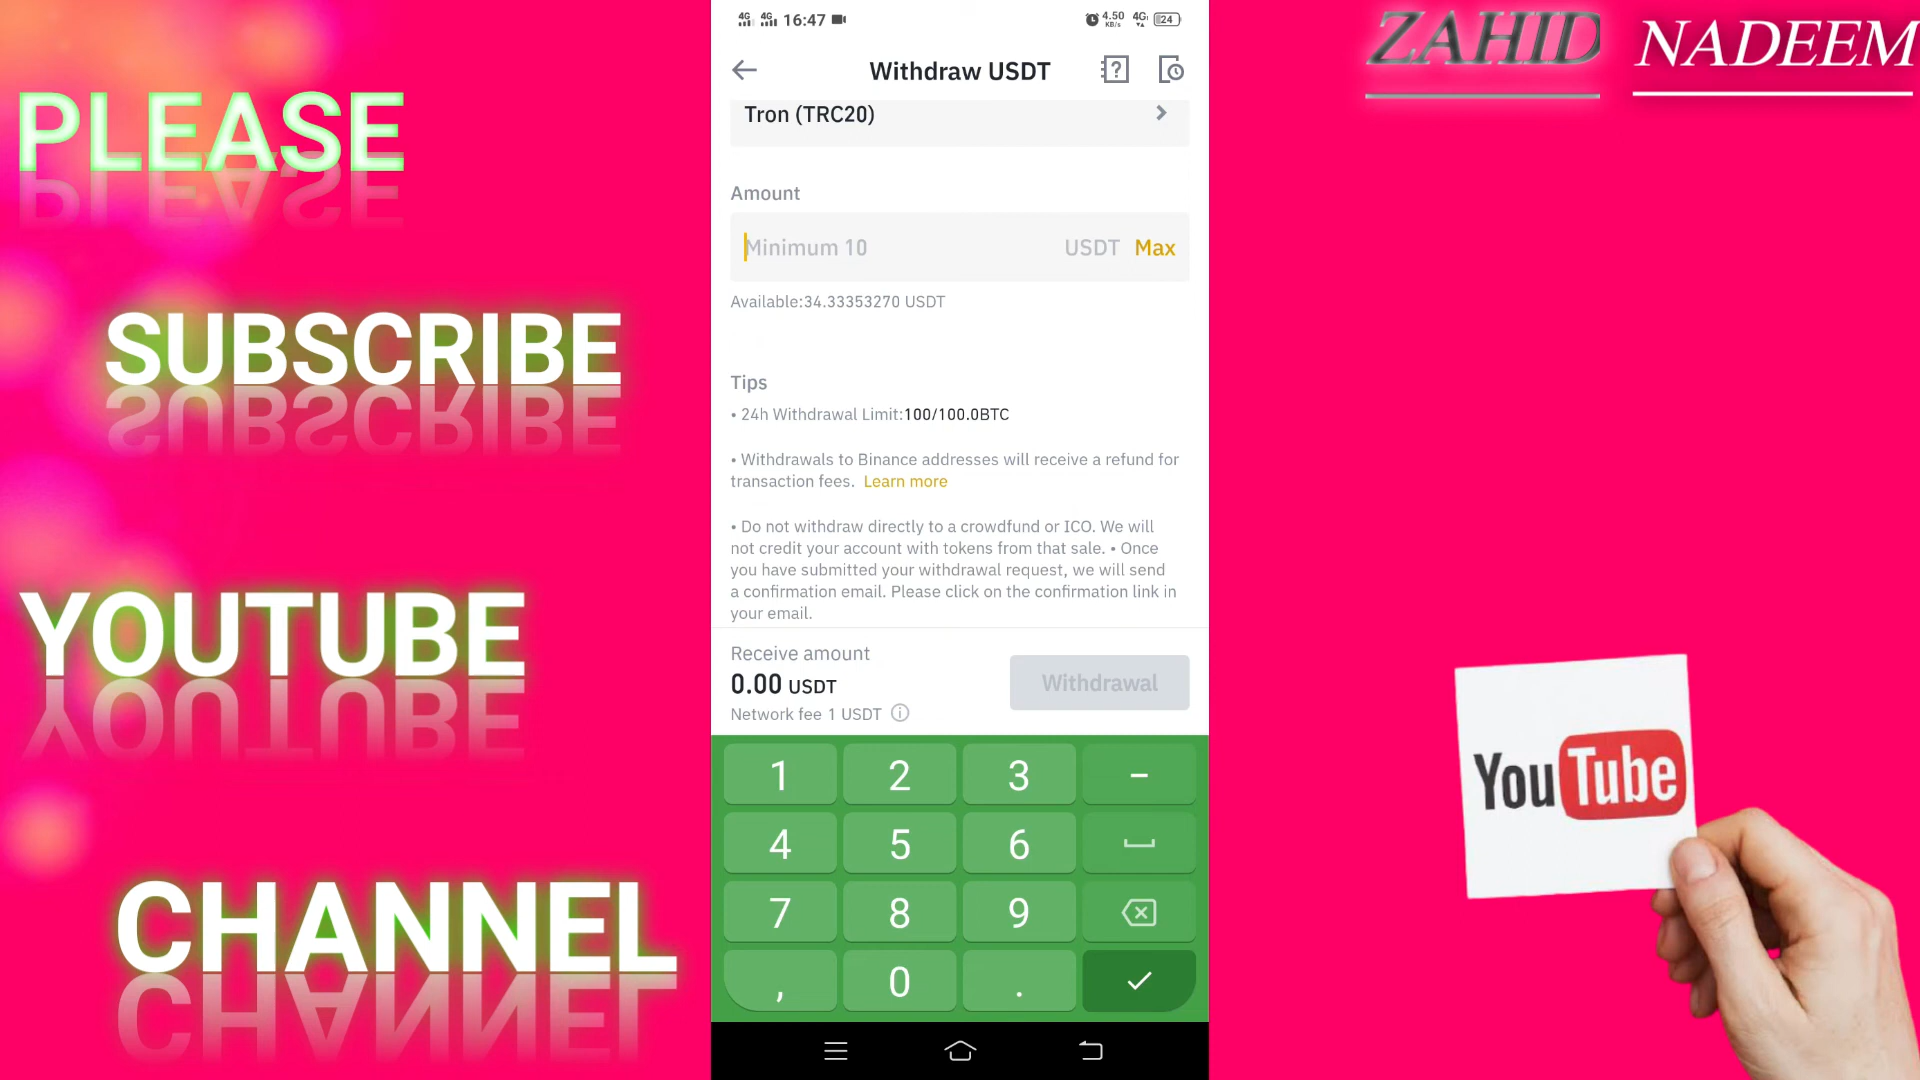 PLEASE
SUBSCRIBE
YOUTUBE
CHANNEL
4G 4G 16:47
4.50 KB/s 4G 24
Withdraw USDT
Tron (TRC20)
Amount
Minimum 10 USDT Max
Available:34.33353270 USDT
Tips
• 24h Withdrawal Limit:100/100.0BTC
• Withdrawals to Binance addresses will receive a refund for
transaction fees. Learn more
• Do not withdraw directly to a crowdfund or ICO. We will
not credit your account with tokens from that sale. • Once
you have submitted your withdrawal request, we will send
a confirmation email. Please click on the confirmation link in
your email.
Receive amount
0.00 USDT
Network fee 1 USDT
Withdrawal
1 2 3 -
4 5 6
7 8 9
, 0 .
ZAHID NADEEM
YouTube